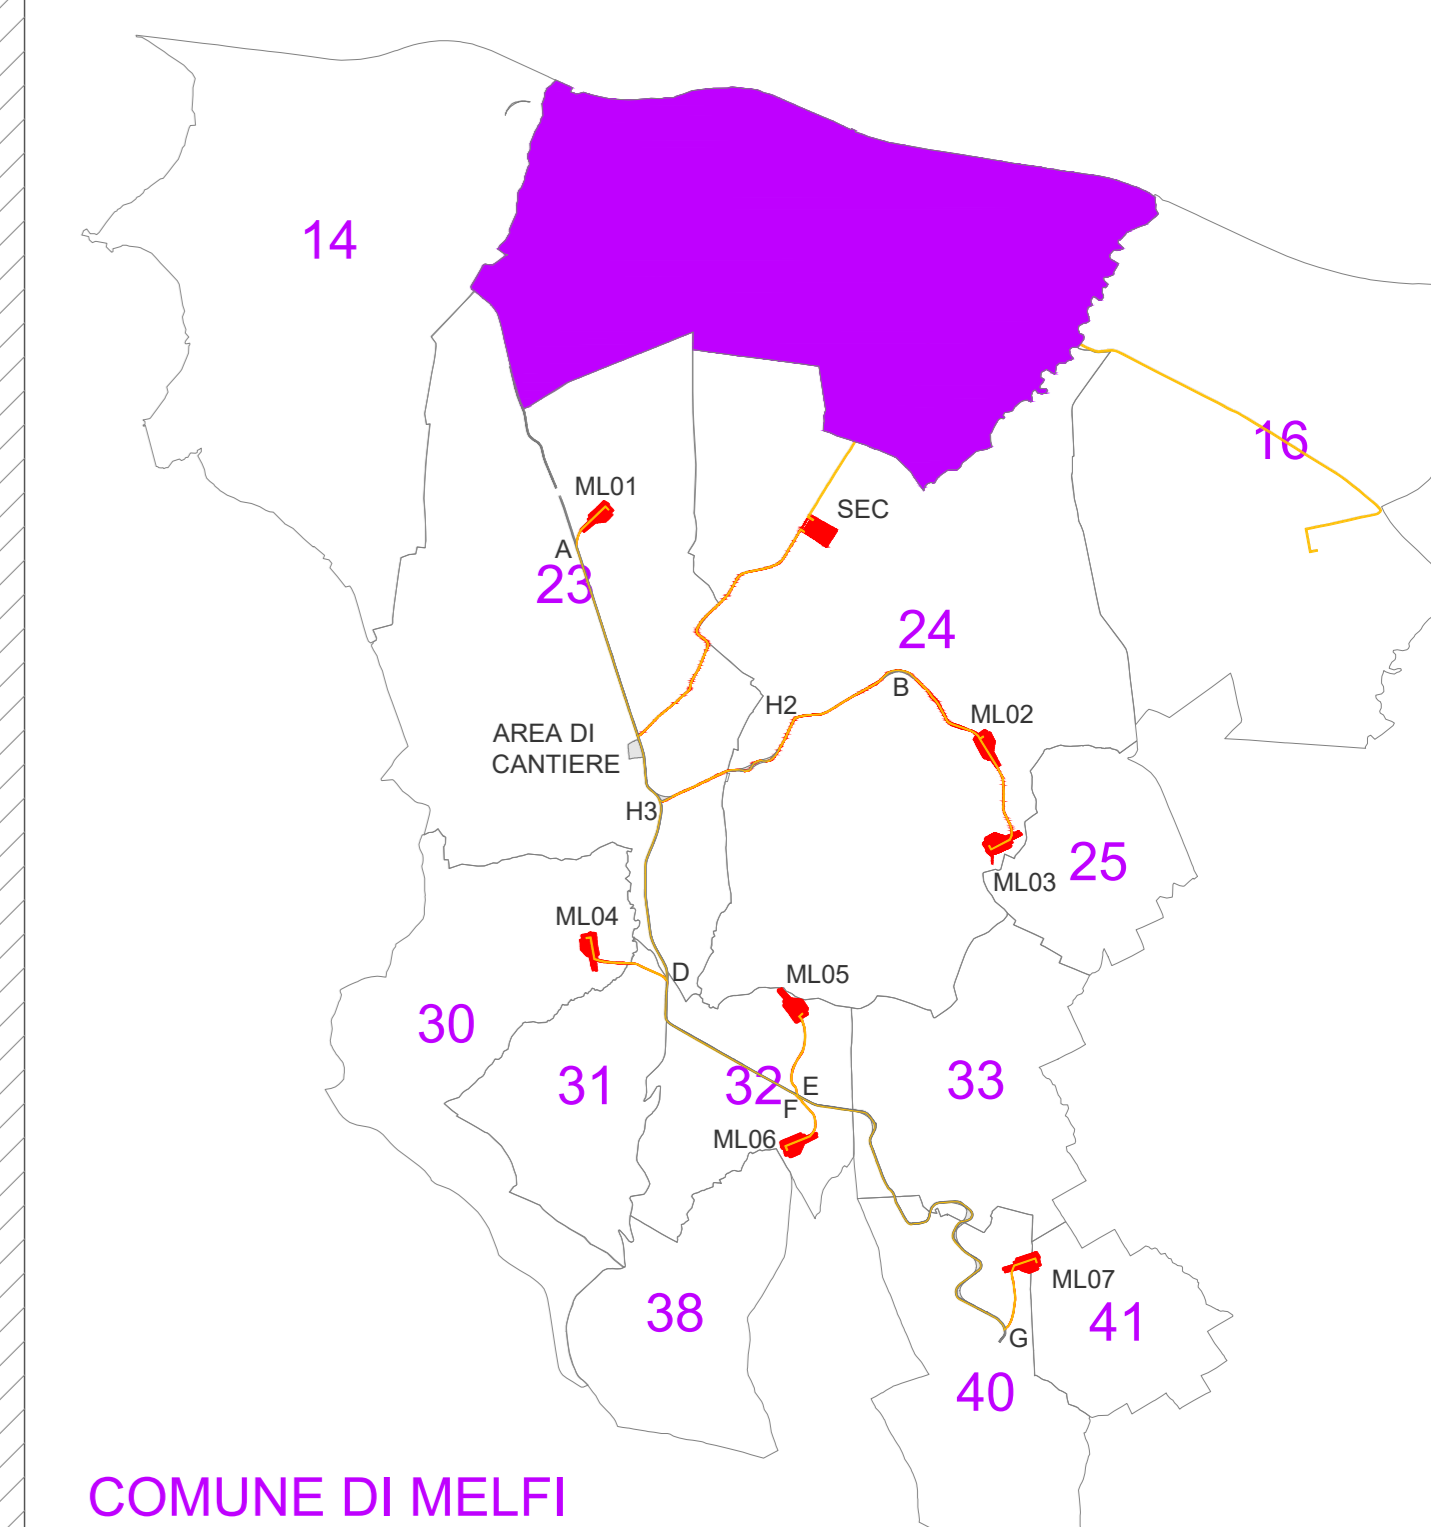 14
16
ML01
SEC
A
23
24
B
H2
ML02
AREA DI
CANTIERE
H3
25
ML03
ML04
D
ML05
30
31
32
E
33
F
ML06
ML07
38
41
G
40
COMUNE DI MELFI